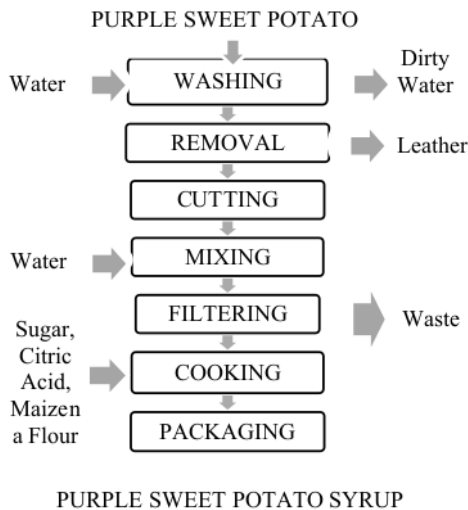 PURPLE SWEET POTATO
Water
WASHING
Dirty
Water
REMOVAL
Leather
CUTTING
Water
MIXING
FILTERING
Waste
Sugar,
Citric
Acid,
Maizen
a Flour
COOKING
PACKAGING
PURPLE SWEET POTATO SYRUP